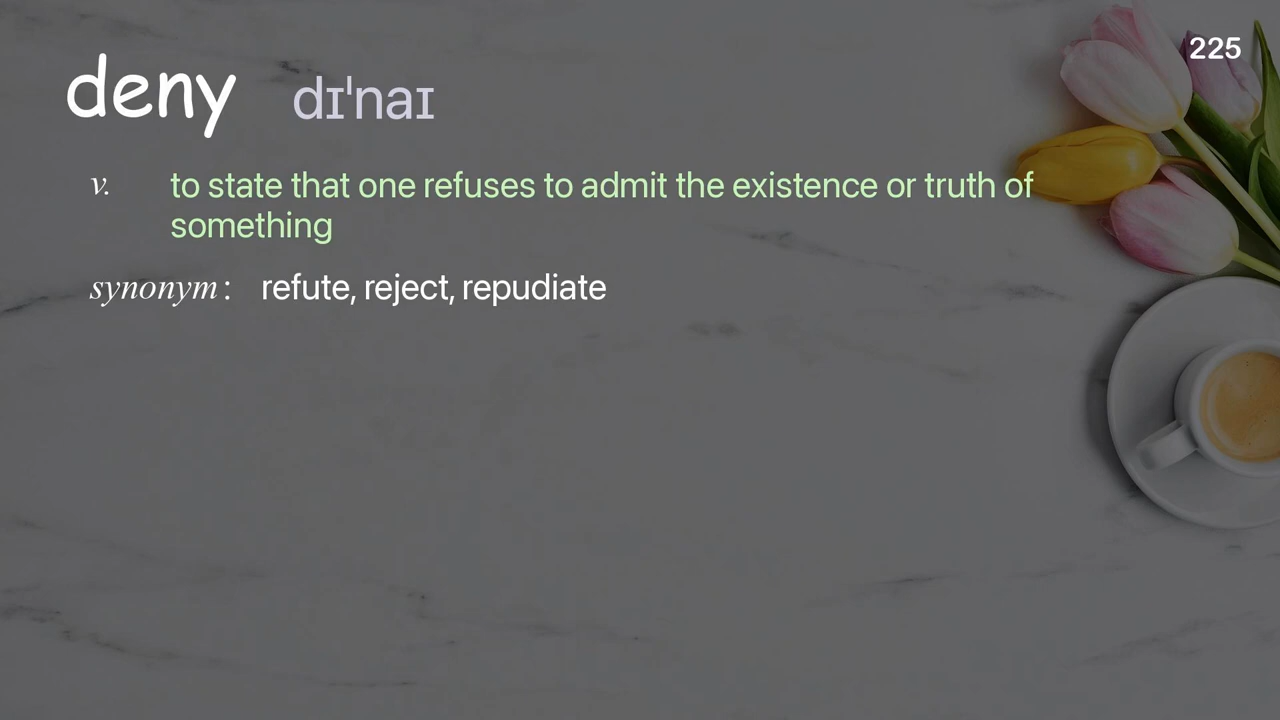 225
deny dɪˈnaɪ
v. to state that one refuses to admit the existence or truth of
something
synonym: refute, reject, repudiate